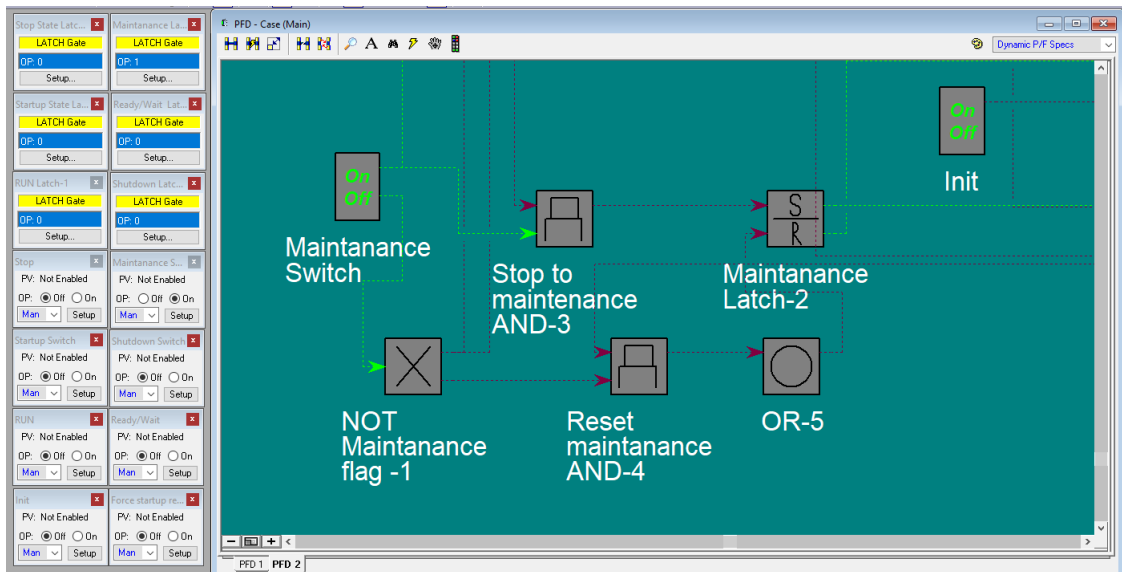 Stop State Latc...
LATCH Gate
OP: 0
Setup...
Maintenance La...
LATCH Gate
OP: 1
Setup...
Startup State La...
LATCH Gate
OP: 0
Setup...
Ready/Wait Lat...
LATCH Gate
OP: 0
Setup...
RUN Latch-1
LATCH Gate
OP: 0
Setup...
Shutdown Latc...
LATCH Gate
OP: 0
Setup...
Stop
PV: Not Enabled
OP: Off On
Man Setup
Maintanance S...
PV: Not Enabled
OP: Off On
Man Setup
Startup Switch
PV: Not Enabled
OP: Off On
Man Setup
Shutdown Switch
PV: Not Enabled
OP: Off On
Man Setup
RUN
PV: Not Enabled
OP: Off On
Man Setup
Ready/Wait
PV: Not Enabled
OP: Off On
Man Setup
Init
PV: Not Enabled
OP: Off On
Man Setup
Force startup re...
PV: Not Enabled
OP: Off On
Man Setup
PFD - Case (Main)
A
Dynamic P/F Specs
On
Off
Maintanance
Switch
Stop to
maintenance
AND-3
S
R
Maintanance
Latch-2
On
Off
Init
NOT
Maintanance
flag -1
Reset
maintanance
AND-4
OR-5
PFD 1 PFD 2